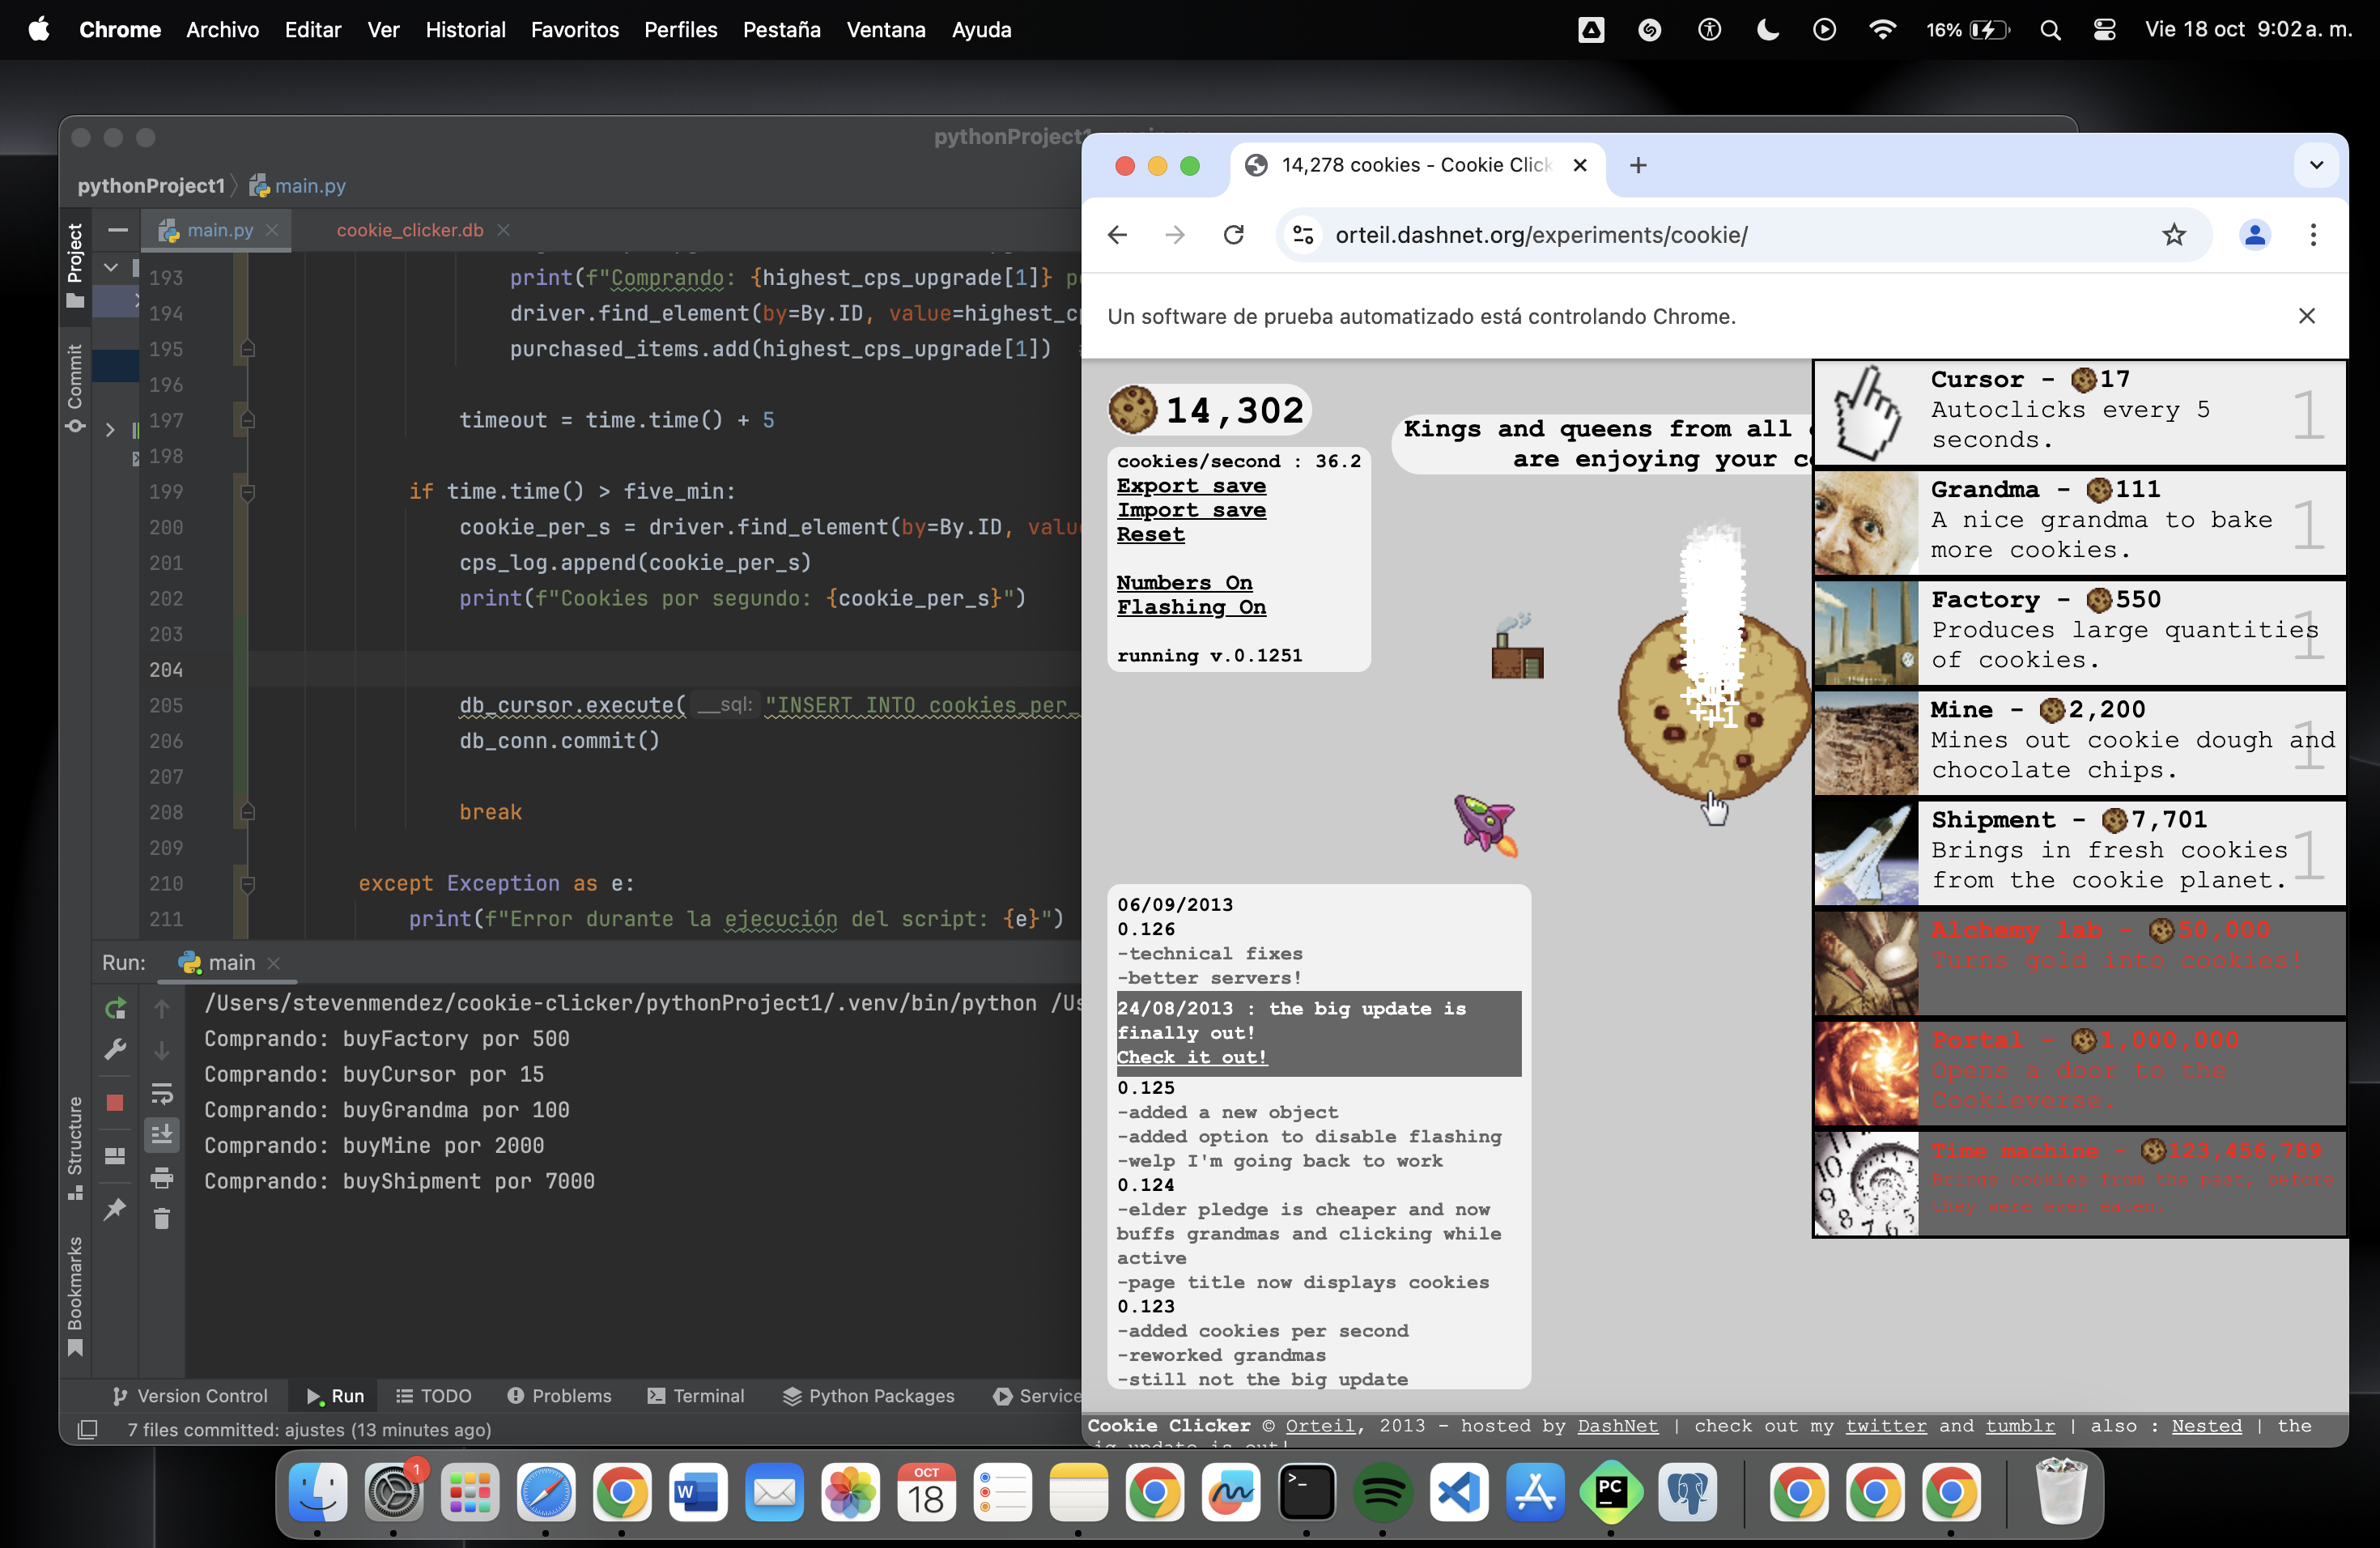 Chrome Archivo Editar Ver Historial Favoritos Perfiles Pestaña Ventana Ayuda
16% Vie 18 oct 9:02 a. m.
pythonProject1
pythonProject1 main.py
main.py cookie_clicker.db
Project
Commit
Structure
Bookmarks
193 print(f"Comprando: {highest_cps_upgrade[1]}
194 driver.find_element(by=By.ID, value=highest_c
195 purchased_items.add(highest_cps_upgrade[1])
196
197 timeout = time.time() + 5
198
199 if time.time() > five_min:
200 cookie_per_s = driver.find_element(by=By.ID, valu
201 cps_log.append(cookie_per_s)
202 print(f"Cookies por segundo: {cookie_per_s}")
203
204
205 db_cursor.execute( __sql: "INSERT INTO cookies_per_
206 db_conn.commit()
207
208 break
209
210 except Exception as e:
211 print(f"Error durante la ejecución del script: {e}")
Run: main
/Users/stevenmendez/cookie-clicker/pythonProject1/.venv/bin/python /Us
Comprando: buyFactory por 500
Comprando: buyCursor por 15
Comprando: buyGrandma por 100
Comprando: buyMine por 2000
Comprando: buyShipment por 7000
Version Control Run TODO Problems Terminal Python Packages Service
7 files committed: ajustes (13 minutes ago)
14,278 cookies - Cookie Click
orteil.dashnet.org/experiments/cookie/
Un software de prueba automatizado está controlando Chrome.
14,302
cookies/second : 36.2
Export save
Import save
Reset
Numbers On
Flashing On
running v.0.1251
Kings and queens from all
are enjoying your c
+1
06/09/2013
0.126
-technical fixes
-better servers!
24/08/2013 : the big update is
finally out!
Check it out!
0.125
-added a new object
-added option to disable flashing
-welp I'm going back to work
0.124
-elder pledge is cheaper and now
buffs grandmas and clicking while
active
-page title now displays cookies
0.123
-added cookies per second
-reworked grandmas
-still not the big update
Cursor - 17
Autoclicks every 5
seconds.
1
Grandma - 111
A nice grandma to bake
more cookies.
1
Factory - 550
Produces large quantities
of cookies.
1
Mine - 2,200
Mines out cookie dough and
chocolate chips.
1
Shipment - 7,701
Brings in fresh cookies
from the cookie planet.
1
Alchemy lab - 50,000
Turns gold into cookies!
Portal - 1,000,000
Opens a door to the
Cookieverse.
Time machine - 123,456,789
Brings cookies from the past, before
they were even eaten.
Cookie Clicker © Orteil, 2013 - hosted by DashNet | check out my twitter and tumblr | also : Nested | the
big update is out!
1
OCT
18
W
PC